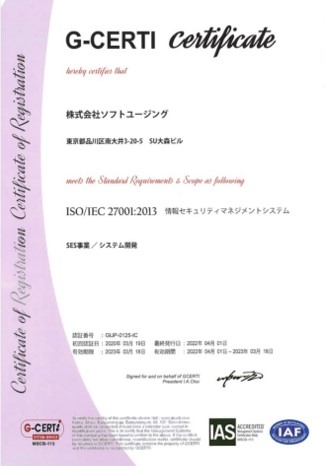 G-CERTI Certificate
hereby certifies that
株式会社ソフトユージング
東京都品川区南大井3-20-5 SU大森ビル
meets the Standard Requirements & Scope as following
ISO/IEC 27001:2013 情報セキュリティマネジメントシステム
SES事業 ／ システム開発
認証番号 : GUP-0125-IC
初回認証日 : 2020年 03月 19日 最終発行日 : 2022年 04月 01日
有効期限 : 2023年 03月 18日 有効期間 : 2022年 04月 01日～2023年 03月 18日
Signed for and on behalf of GCERTI
President I.K.Choi
Certificate of Registration Certificate of Registration
G-CERTi
IAS ACCREDITED
IAF